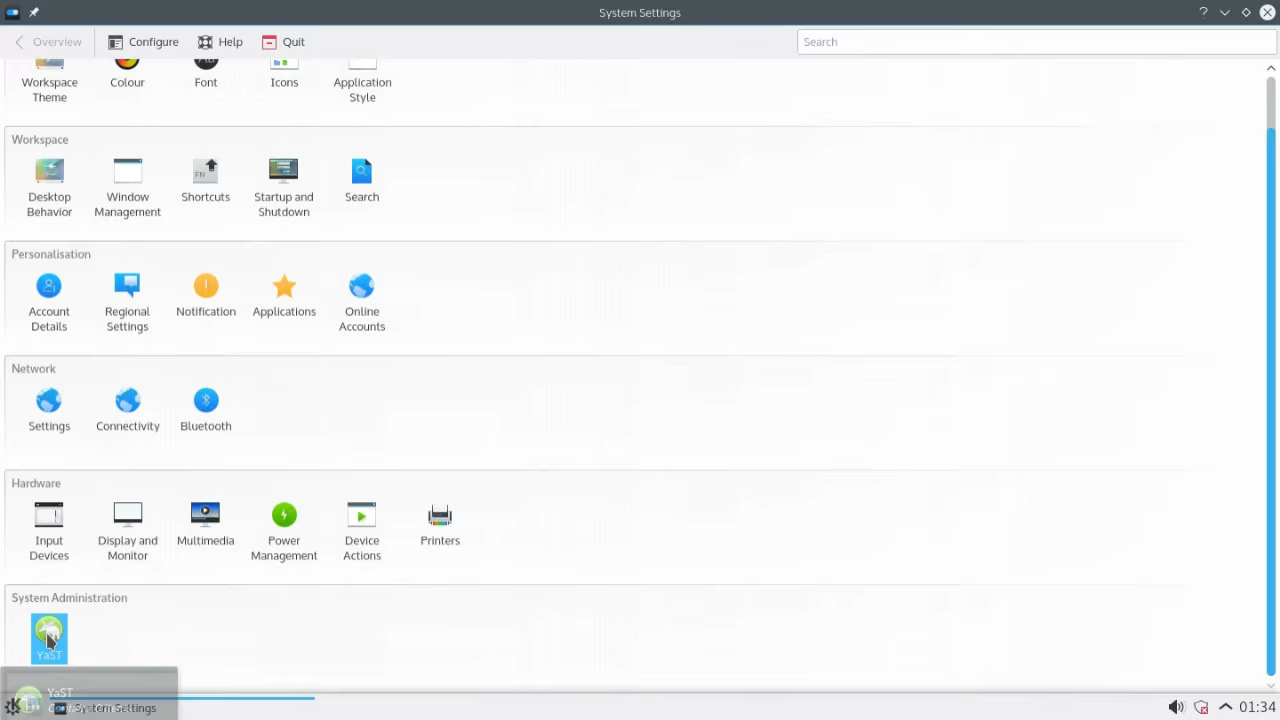 System Settings
Overview
Configure
Help
Quit
Search
Workspace
Theme
Colour
Font
Icons
Application
Style
Workspace
Desktop
Behavior
Window
Management
FN
Shortcuts
Startup and
Shutdown
Search
Personalisation
Account
Details
Regional
Settings
Notification
Applications
Online
Accounts
Network
Settings
Connectivity
Bluetooth
Hardware
Input
Devices
Display and
Monitor
Multimedia
Power
Management
Device
Actions
Printers
System Administration
YaST
YaST
System Settings
01:34